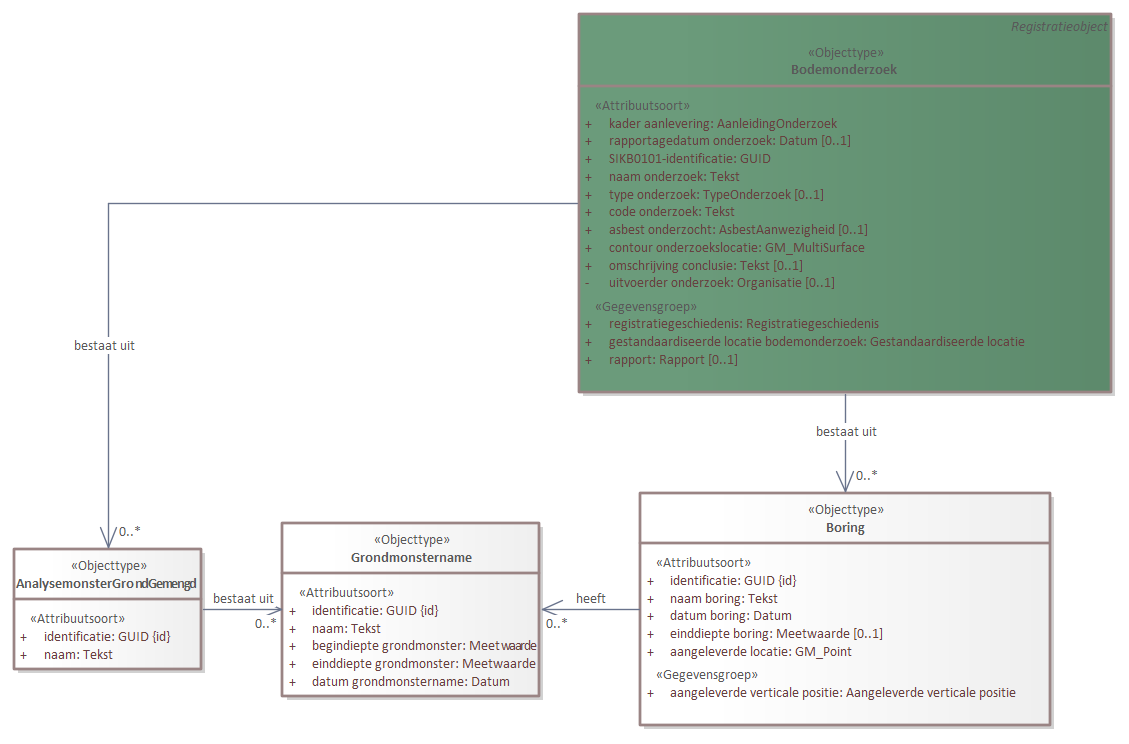 Registratieobject
«Objecttype»
Bodemonderzoek
«Attribuutsoort»
+ kader aanlevering: AanleidingOnderzoek
+ rapportagedatum onderzoek: Datum [0..1]
+ SIKB0101-identificatie: GUID
+ naam onderzoek: Tekst
+ type onderzoek: TypeOnderzoek [0..1]
+ code onderzoek: Tekst
+ asbest onderzocht: AsbestAanwezigheid [0..1]
+ contour onderzoekslocatie: GM_MultiSurface
+ omschrijving conclusie: Tekst [0..1]
- uitvoerder onderzoek: Organisatie [0..1]
«Gegevensgroep»
+ registratiegeschiedenis: Registratiegeschiedenis
+ gestandaardiseerde locatie bodemonderzoek: Gestandaardiseerde locatie
+ rapport: Rapport [0..1]
bestaat uit
0..*
bestaat uit
0..*
«Objecttype»
AnalysemonsterGrondGemengd
«Attribuutsoort»
+ identificatie: GUID {id}
+ naam: Tekst
bestaat uit
0..*
«Objecttype»
Grondmonstername
«Attribuutsoort»
+ identificatie: GUID {id}
+ naam: Tekst
+ begindiepte grondmonster: Meetwaarde
+ einddiepte grondmonster: Meetwaarde
+ datum grondmonstername: Datum
heeft
0..*
«Objecttype»
Boring
«Attribuutsoort»
+ identificatie: GUID {id}
+ naam boring: Tekst
+ datum boring: Datum
+ einddiepte boring: Meetwaarde [0..1]
+ aangeleverde locatie: GM_Point
«Gegevensgroep»
+ aangeleverde verticale positie: Aangeleverde verticale positie